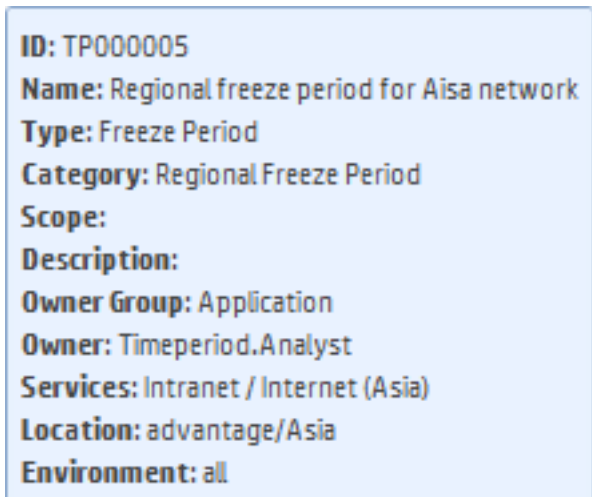 ID: TP000005
Name: Regional freeze period for Aisa network
Type: Freeze Period
Category: Regional Freeze Period
Scope:
Description:
Owner Group: Application
Owner: Timeperiod.Analyst
Services: Intranet / Internet (Asia)
Location: advantage/Asia
Environment: all